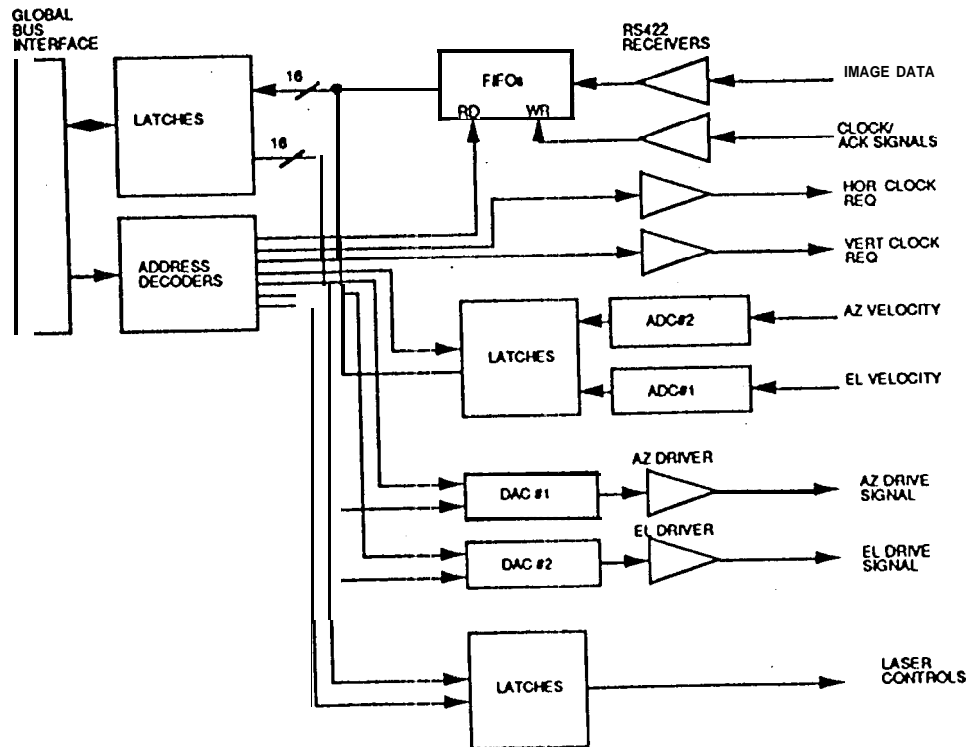 GLOBAL
BUS
INTERFACE
RS422
RECEIVERS
16
FIFOs
IMAGE DATA
LATCHES
RD
WR
CLOCK/
ACK SIGNALS
16
HOR CLOCK
REQ
ADDRESS
DECODERS
VERT CLOCK
REQ
ADC#2
AZ VELOCITY
LATCHES
ADC#1
EL VELOCITY
AZ DRIVER
DAC #1
AZ DRIVE
SIGNAL
EL DRIVER
DAC #2
EL DRIVE
SIGNAL
LATCHES
LASER
CONTROLS